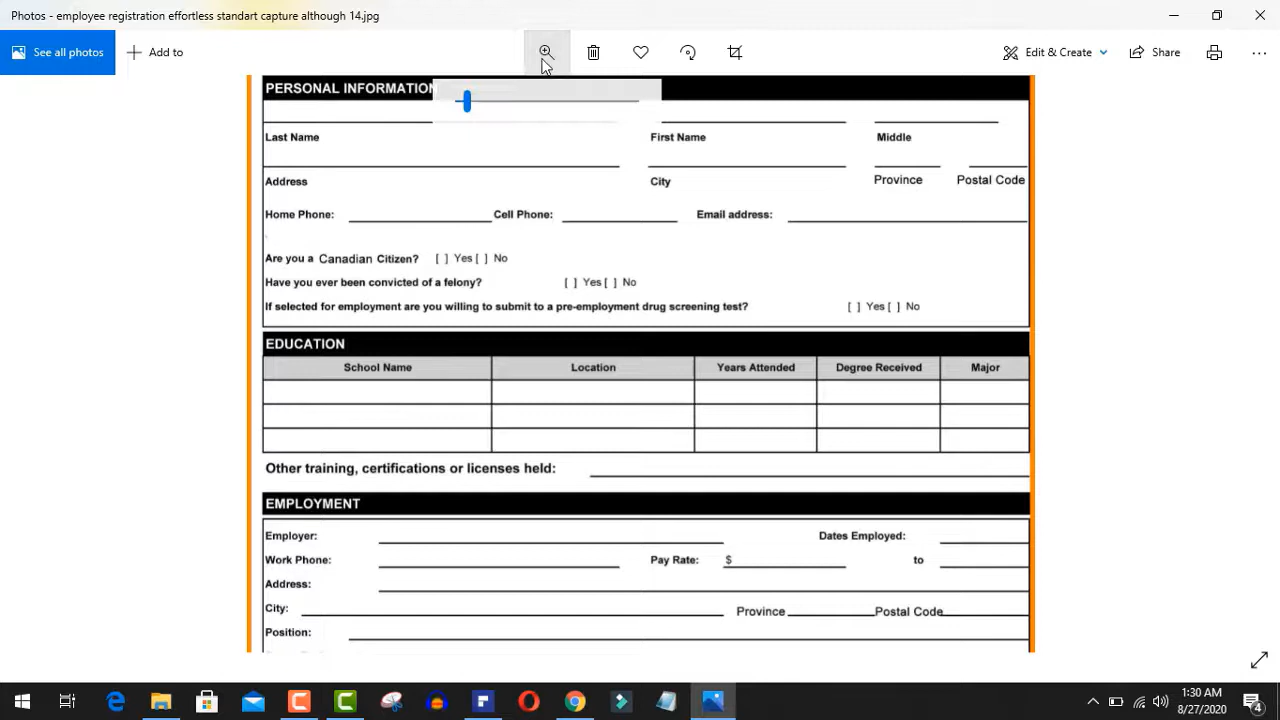 Photos - employee registration effortless standart capture although 14.jpg
See all photos Add to Edit & Create Share
PERSONAL INFORMATION
Last Name First Name Middle
Address City Province Postal Code
Home Phone: Cell Phone: Email address:
Are you a Canadian Citizen? [ ] Yes [ ] No
Have you ever been convicted of a felony? [ ] Yes [ ] No
If selected for employment are you willing to submit to a pre-employment drug screening test? [ ] Yes [ ] No
EDUCATION
School Name Location Years Attended Degree Received Major
Other training, certifications or licenses held:
EMPLOYMENT
Employer: Dates Employed:
Work Phone: Pay Rate: $ to
Address:
City: Province Postal Code
Position:
1:30 AM
8/27/2020
4